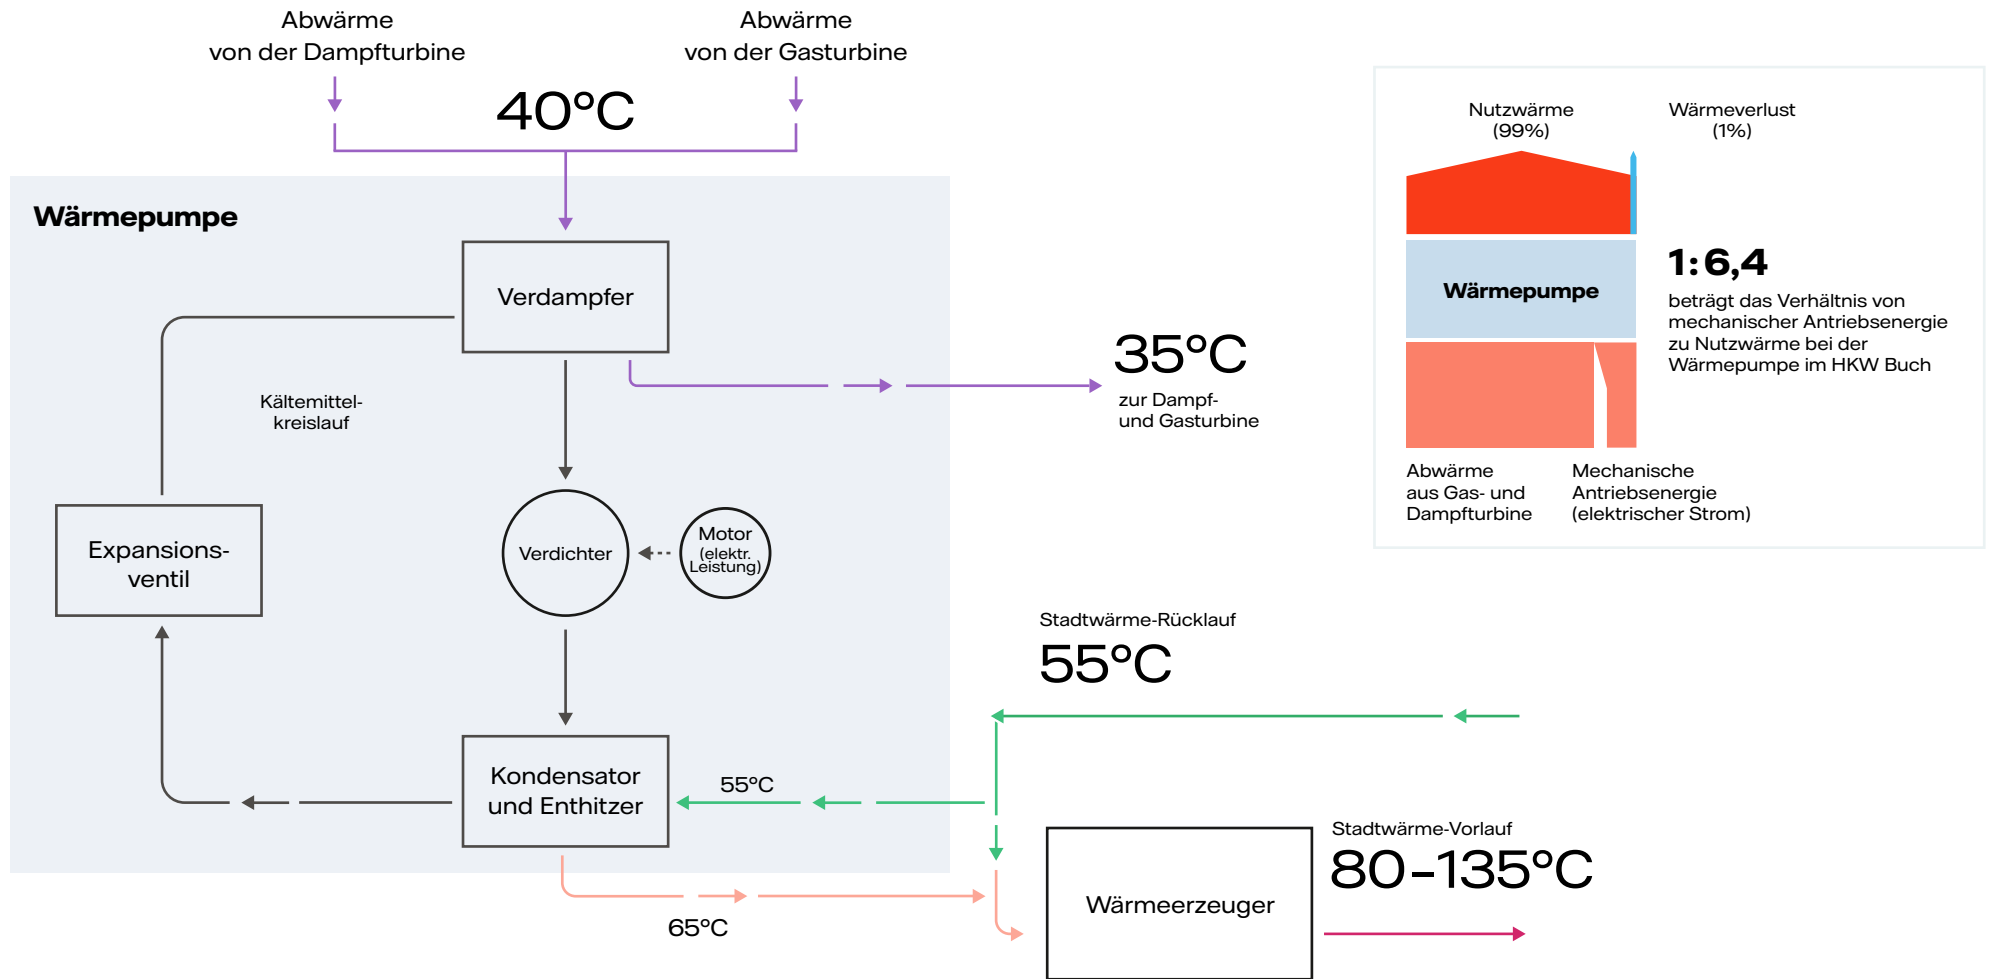 Abwärme
von der Dampfturbine
Abwärme
von der Gasturbine
40°C
Wärmepumpe
Verdampfer
Kältemittel-
kreislauf
35°C
zur Dampf-
und Gasturbine
Expansions-
ventil
Verdichter
Motor
(elektr.
Leistung)
Kondensator
und Enthitzer
55°C
65°C
Stadtwärme-Rücklauf
55°C
Wärmeerzeuger
Stadtwärme-Vorlauf
80–135°C
Nutzwärme
(99%)
Wärmeverlust
(1%)
Wärmepumpe
1:6,4
beträgt das Verhältnis von
mechanischer Antriebsenergie
zu Nutzwärme bei der
Wärmepumpe im HKW Buch
Abwärme
aus Gas- und
Dampfturbine
Mechanische
Antriebsenergie
(elektrischer Strom)